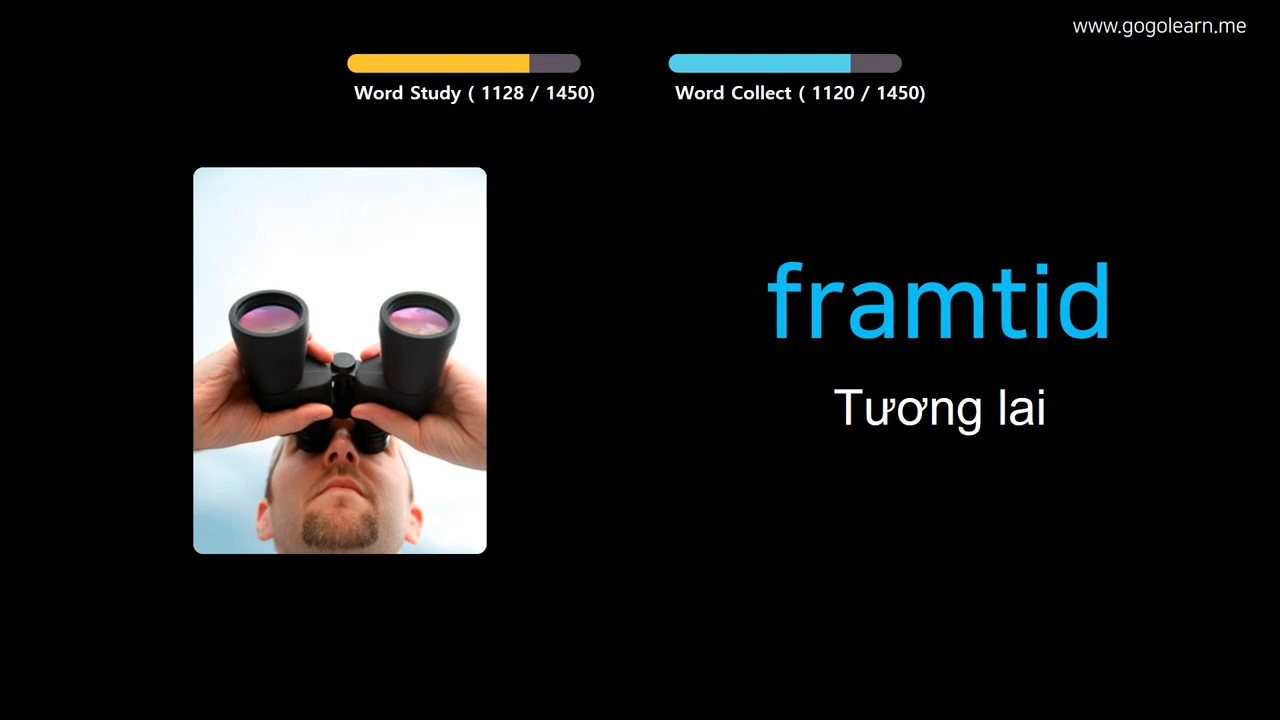 www.gogolearn.me
Word Study ( 1128 / 1450)
Word Collect ( 1120 / 1450)
framtid
Tương lai